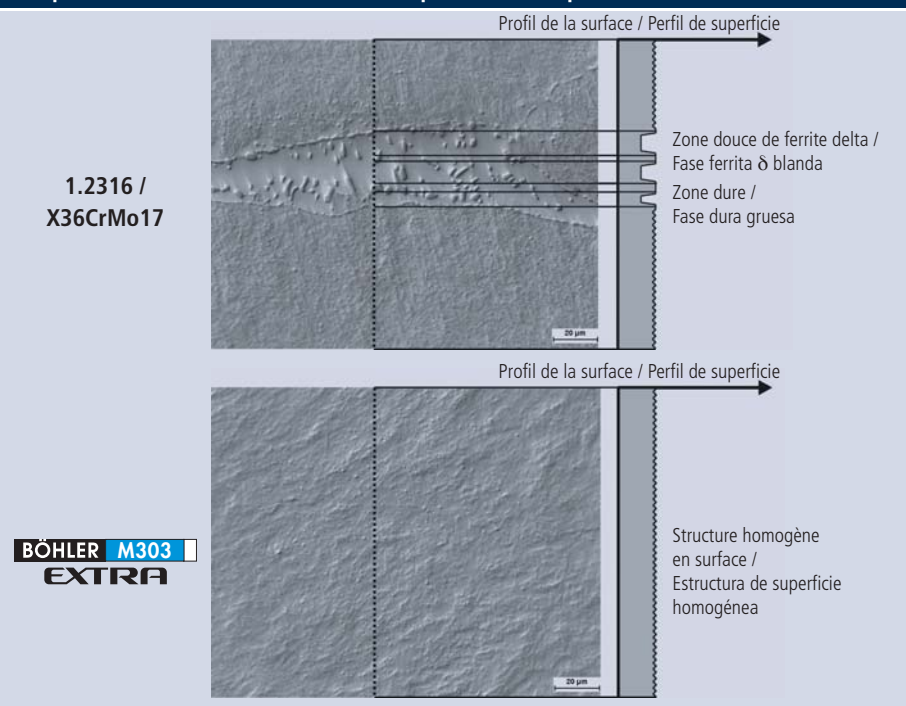 Profil de la surface / Perfil de superficie
Zone douce de ferrite delta /
Fase ferrita δ blanda
Zone dure /
Fase dura gruesa
1.2316 /
X36CrMo17
20 µm
Profil de la surface / Perfil de superficie
Structure homogène
en surface /
Estructura de superficie
homogénea
BÖHLER M303
EXTRA
20 µm